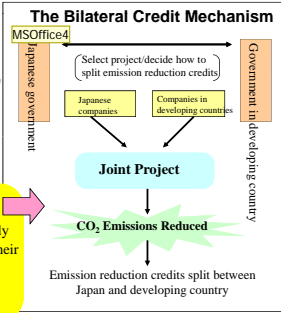 The Bilateral Credit Mechanism
MSOffice4
Japanese
government
Government in
developing country
Select project/decide how to
split emission reduction credits
Japanese
companies
Companies in
developing countries
Joint Project
CO₂ Emissions Reduced
ly
heir
Emission reduction credits split between
Japan and developing country